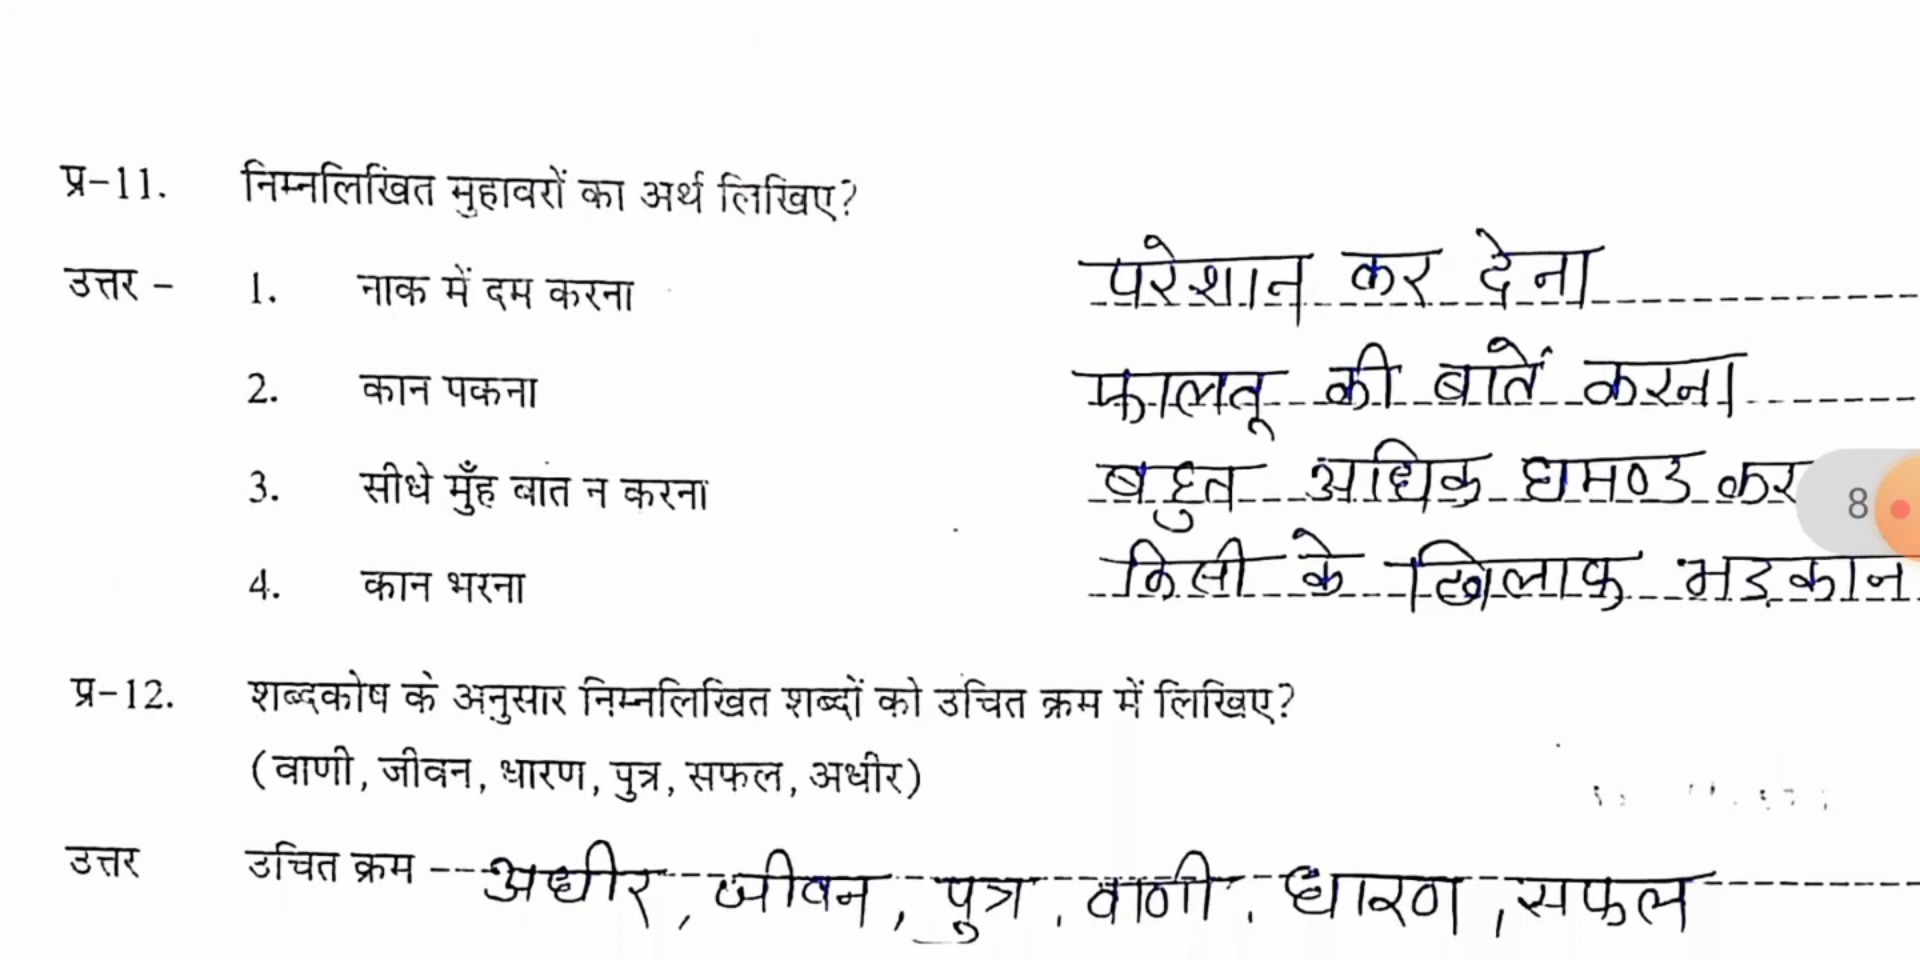 प्र-11. निम्नलिखित मुहावरों का अर्थ लिखिए?
उत्तर - 1. नाक में दम करना परेशान कर देना
2. कान पकना फालतू की बातें करना
3. सीधे मुँह बात न करना बहुत अधिक घमण्ड कर
8
4. कान भरना किसी के खिलाफ भड़कान
प्र-12. शब्दकोष के अनुसार निम्नलिखित शब्दों को उचित क्रम में लिखिए?
(वाणी, जीवन, धारण, पुत्र, सफल, अधीर)
उत्तर उचित क्रम -- अधीर, जीवन, पुत्र, वाणी, धारण, सफल